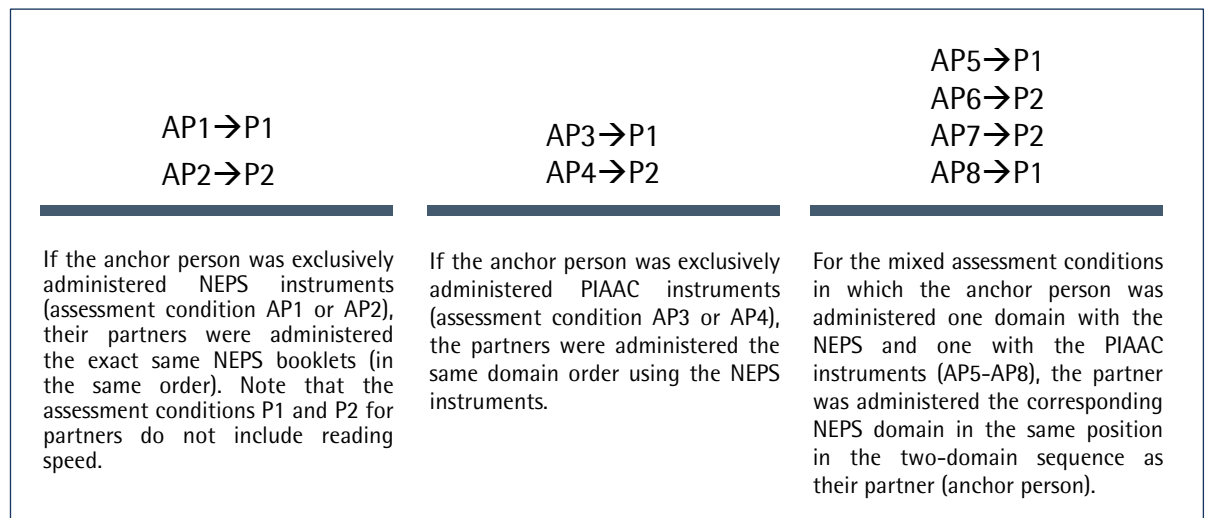 AP1→P1
AP2→P2
If the anchor person was exclusively
administered NEPS instruments
(assessment condition AP1 or AP2),
their partners were administered
the exact same NEPS booklets (in
the same order). Note that the
assessment conditions P1 and P2 for
partners do not include reading
speed.
AP3→P1
AP4→P2
If the anchor person was exclusively
administered PIAAC instruments
(assessment condition AP3 or AP4),
the partners were administered the
same domain order using the NEPS
instruments.
AP5→P1
AP6→P2
AP7→P2
AP8→P1
For the mixed assessment conditions
in which the anchor person was
administered one domain with the
NEPS and one with the PIAAC
instruments (AP5-AP8), the partner
was administered the corresponding
NEPS domain in the same position
in the two-domain sequence as
their partner (anchor person).